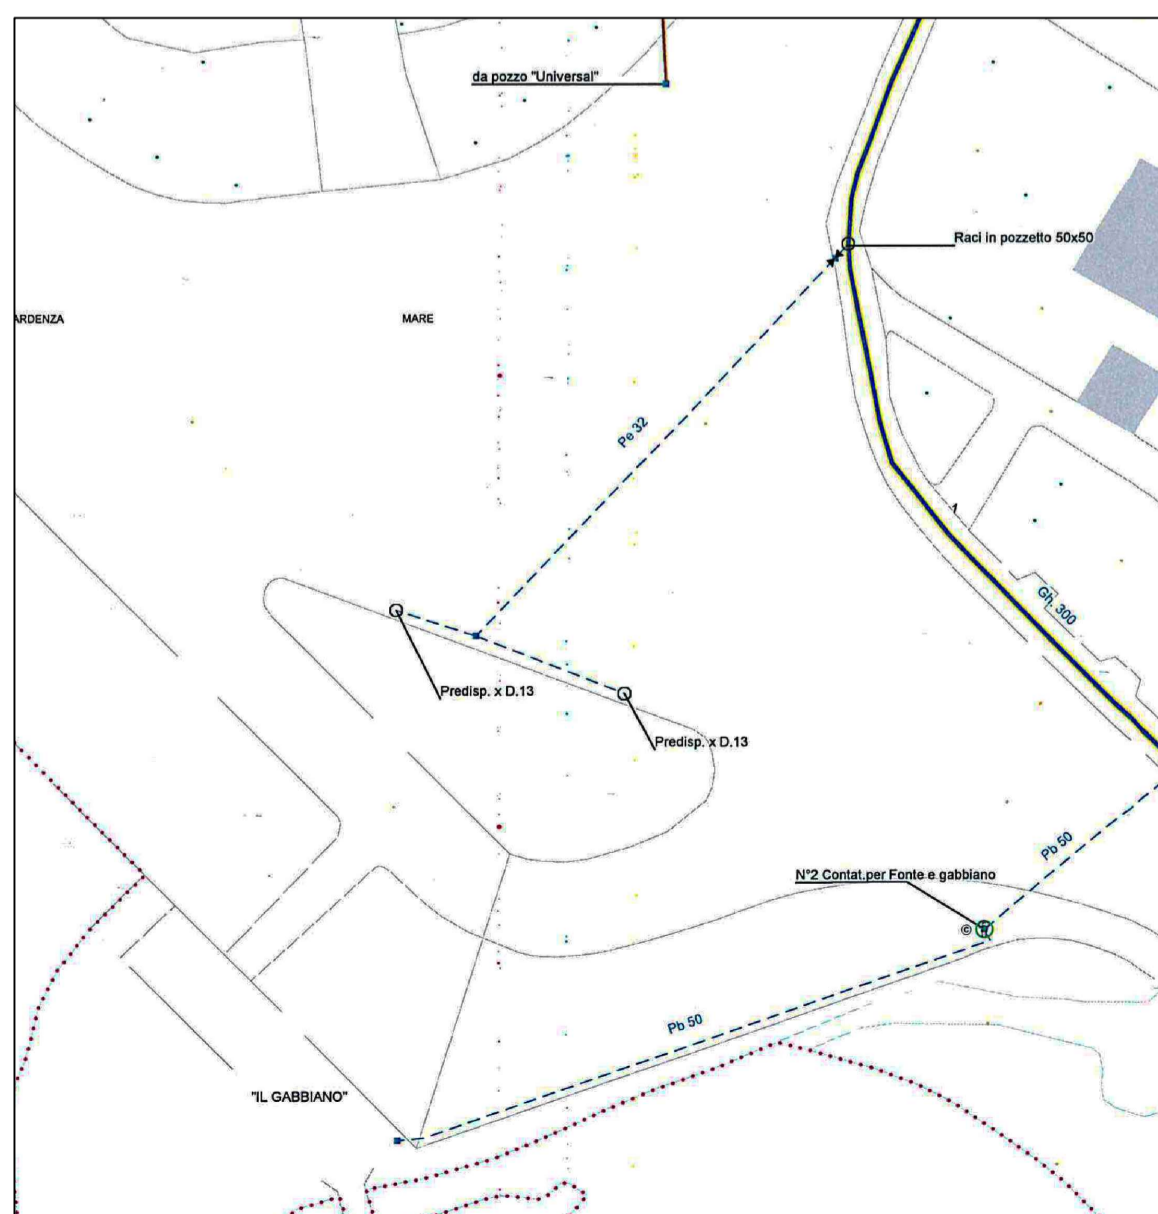 da pozzo "Universal"
Raci in pozzetto 50x50
ARDENZA
MARE
Pe 32
1
Gh. 300
Predisp. x D.13
Predisp. x D.13
Pb 50
N°2 Contat.per Fonte e gabbiano
©
Pb 50
"IL GABBIANO"